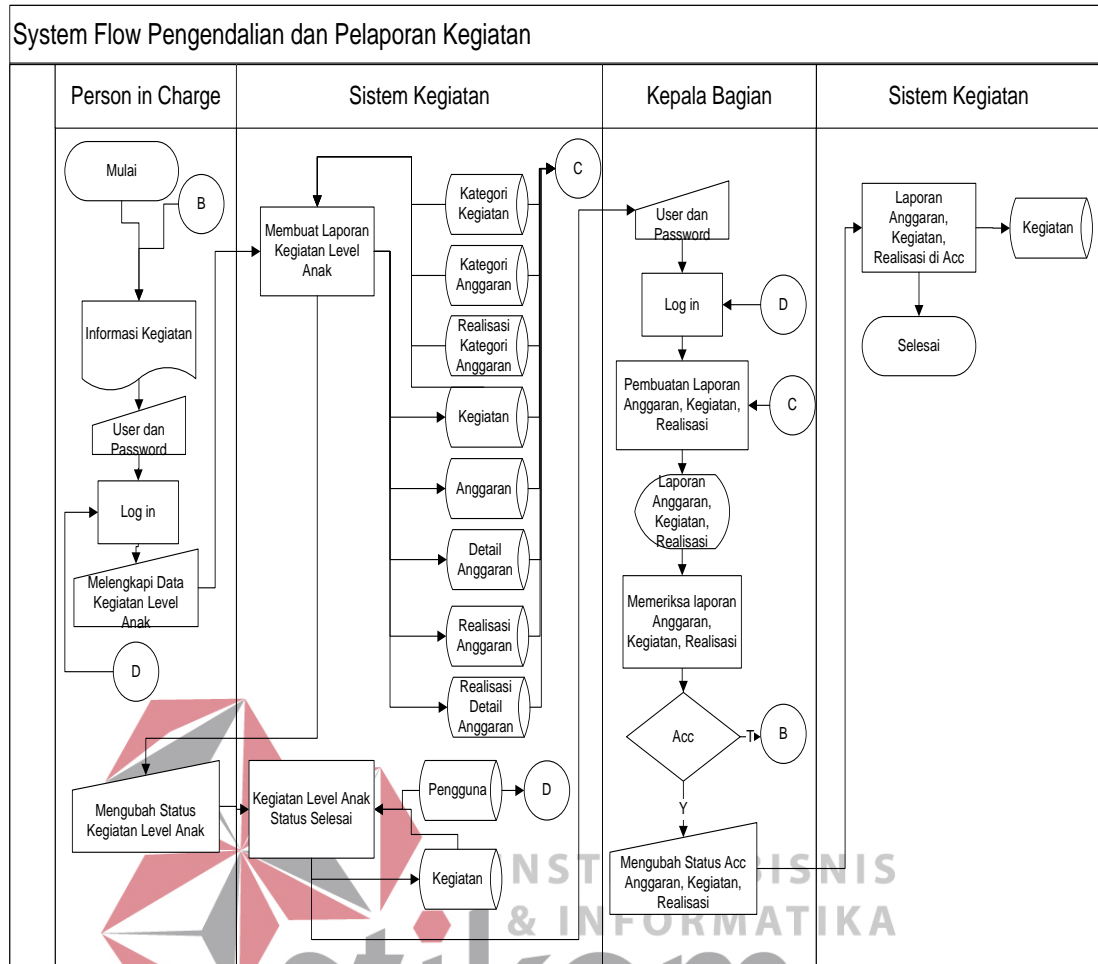 System Flow Pengendalian dan Pelaporan Kegiatan
Person in Charge
Sistem Kegiatan
Kepala Bagian
Sistem Kegiatan
Mulai
B
Informasi Kegiatan
User dan
Password
Log in
Melengkapi Data
Kegiatan Level
Anak
D
Mengubah Status
Kegiatan Level Anak
Membuat Laporan
Kegiatan Level
Anak
Kategori
Kegiatan
Kategori
Anggaran
Realisasi
Kategori
Anggaran
Kegiatan
Anggaran
Detail
Anggaran
Realisasi
Anggaran
Realisasi
Detail
Anggaran
C
Kegiatan Level Anak
Status Selesai
Pengguna
D
Kegiatan
User dan
Password
Log in
D
Pembuatan Laporan
Anggaran, Kegiatan,
Realisasi
C
Laporan
Anggaran,
Kegiatan,
Realisasi
Memeriksa laporan
Anggaran,
Kegiatan, Realisasi
Acc
T
B
Y
Mengubah Status Acc
Anggaran, Kegiatan,
Realisasi
Laporan
Anggaran,
Kegiatan,
Realisasi di Acc
Kegiatan
Selesai
NST BISNIS
& INFORMATIKA